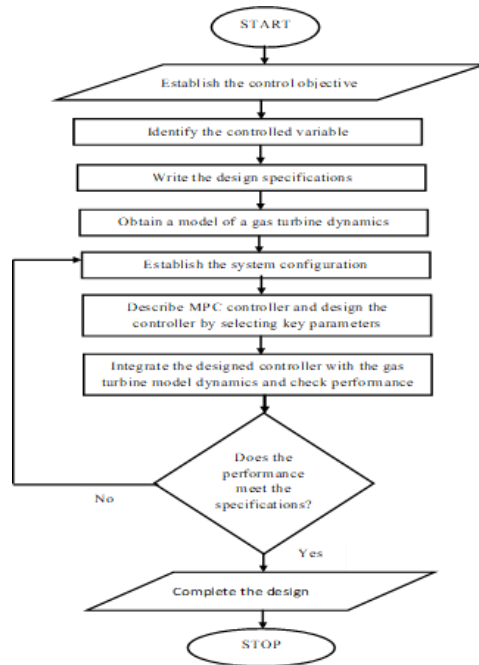 START
Establish the control objective
Identify the controlled variable
Write the design specifications
Obtain a model of a gas turbine dynamics
Establish the system configuration
Describe MPC controller and design the
controller by selecting key parameters
Integrate the designed controller with the gas
turbine model dynamics and check performance
Does the
performance
meet the
specifications?
No
Yes
Complete the design
STOP